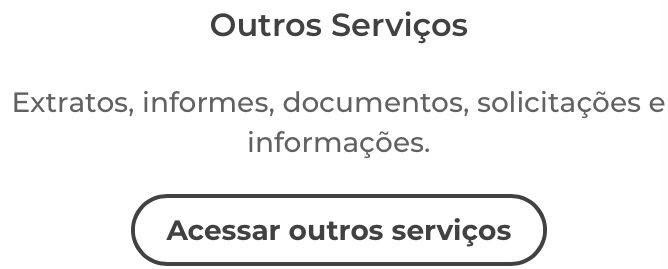 Outros Serviços
Extratos, informes, documentos, solicitações e
informações.
Acessar outros serviços